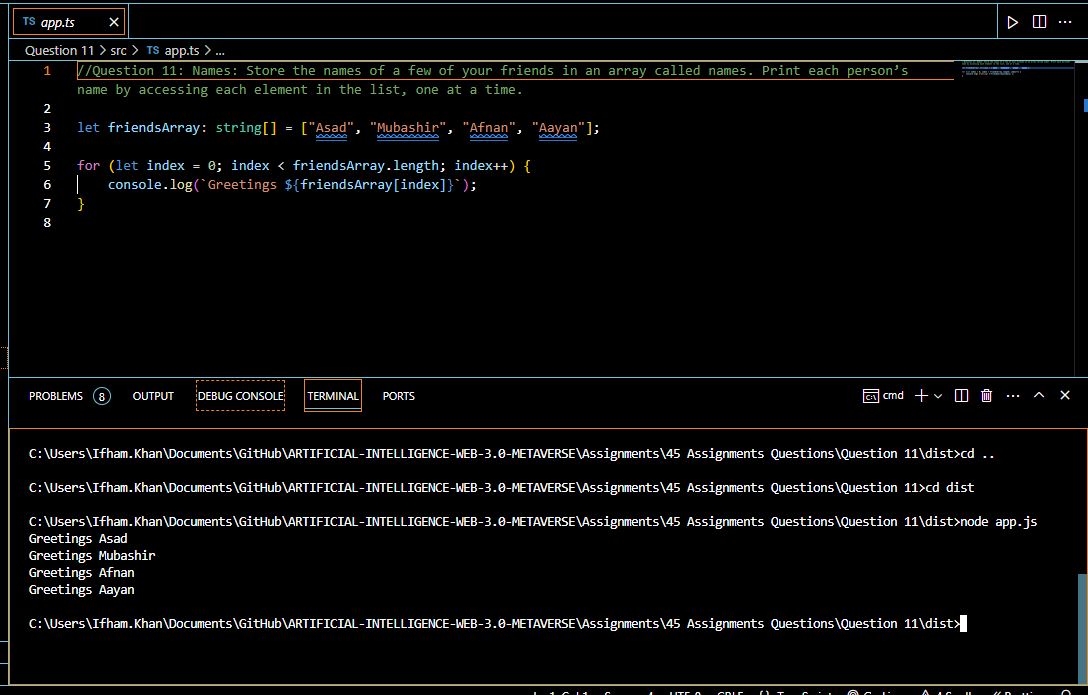 TS app.ts
Question 11 > src > TS app.ts > ...
1 //Question 11: Names: Store the names of a few of your friends in an array called names. Print each person’s
name by accessing each element in the list, one at a time.
2
3 let friendsArray: string[] = ["Asad", "Mubashir", "Afnan", "Aayan"];
4
5 for (let index = 0; index < friendsArray.length; index++) {
6 console.log(`Greetings ${friendsArray[index]}`);
7 }
8
PROBLEMS 8 OUTPUT DEBUG CONSOLE TERMINAL PORTS cmd
C:\Users\Ifham.Khan\Documents\GitHub\ARTIFICIAL-INTELLIGENCE-WEB-3.0-METAVERSE\Assignments\45 Assignments Questions\Question 11\dist>cd ..
C:\Users\Ifham.Khan\Documents\GitHub\ARTIFICIAL-INTELLIGENCE-WEB-3.0-METAVERSE\Assignments\45 Assignments Questions\Question 11>cd dist
C:\Users\Ifham.Khan\Documents\GitHub\ARTIFICIAL-INTELLIGENCE-WEB-3.0-METAVERSE\Assignments\45 Assignments Questions\Question 11\dist>node app.js
Greetings Asad
Greetings Mubashir
Greetings Afnan
Greetings Aayan
C:\Users\Ifham.Khan\Documents\GitHub\ARTIFICIAL-INTELLIGENCE-WEB-3.0-METAVERSE\Assignments\45 Assignments Questions\Question 11\dist>